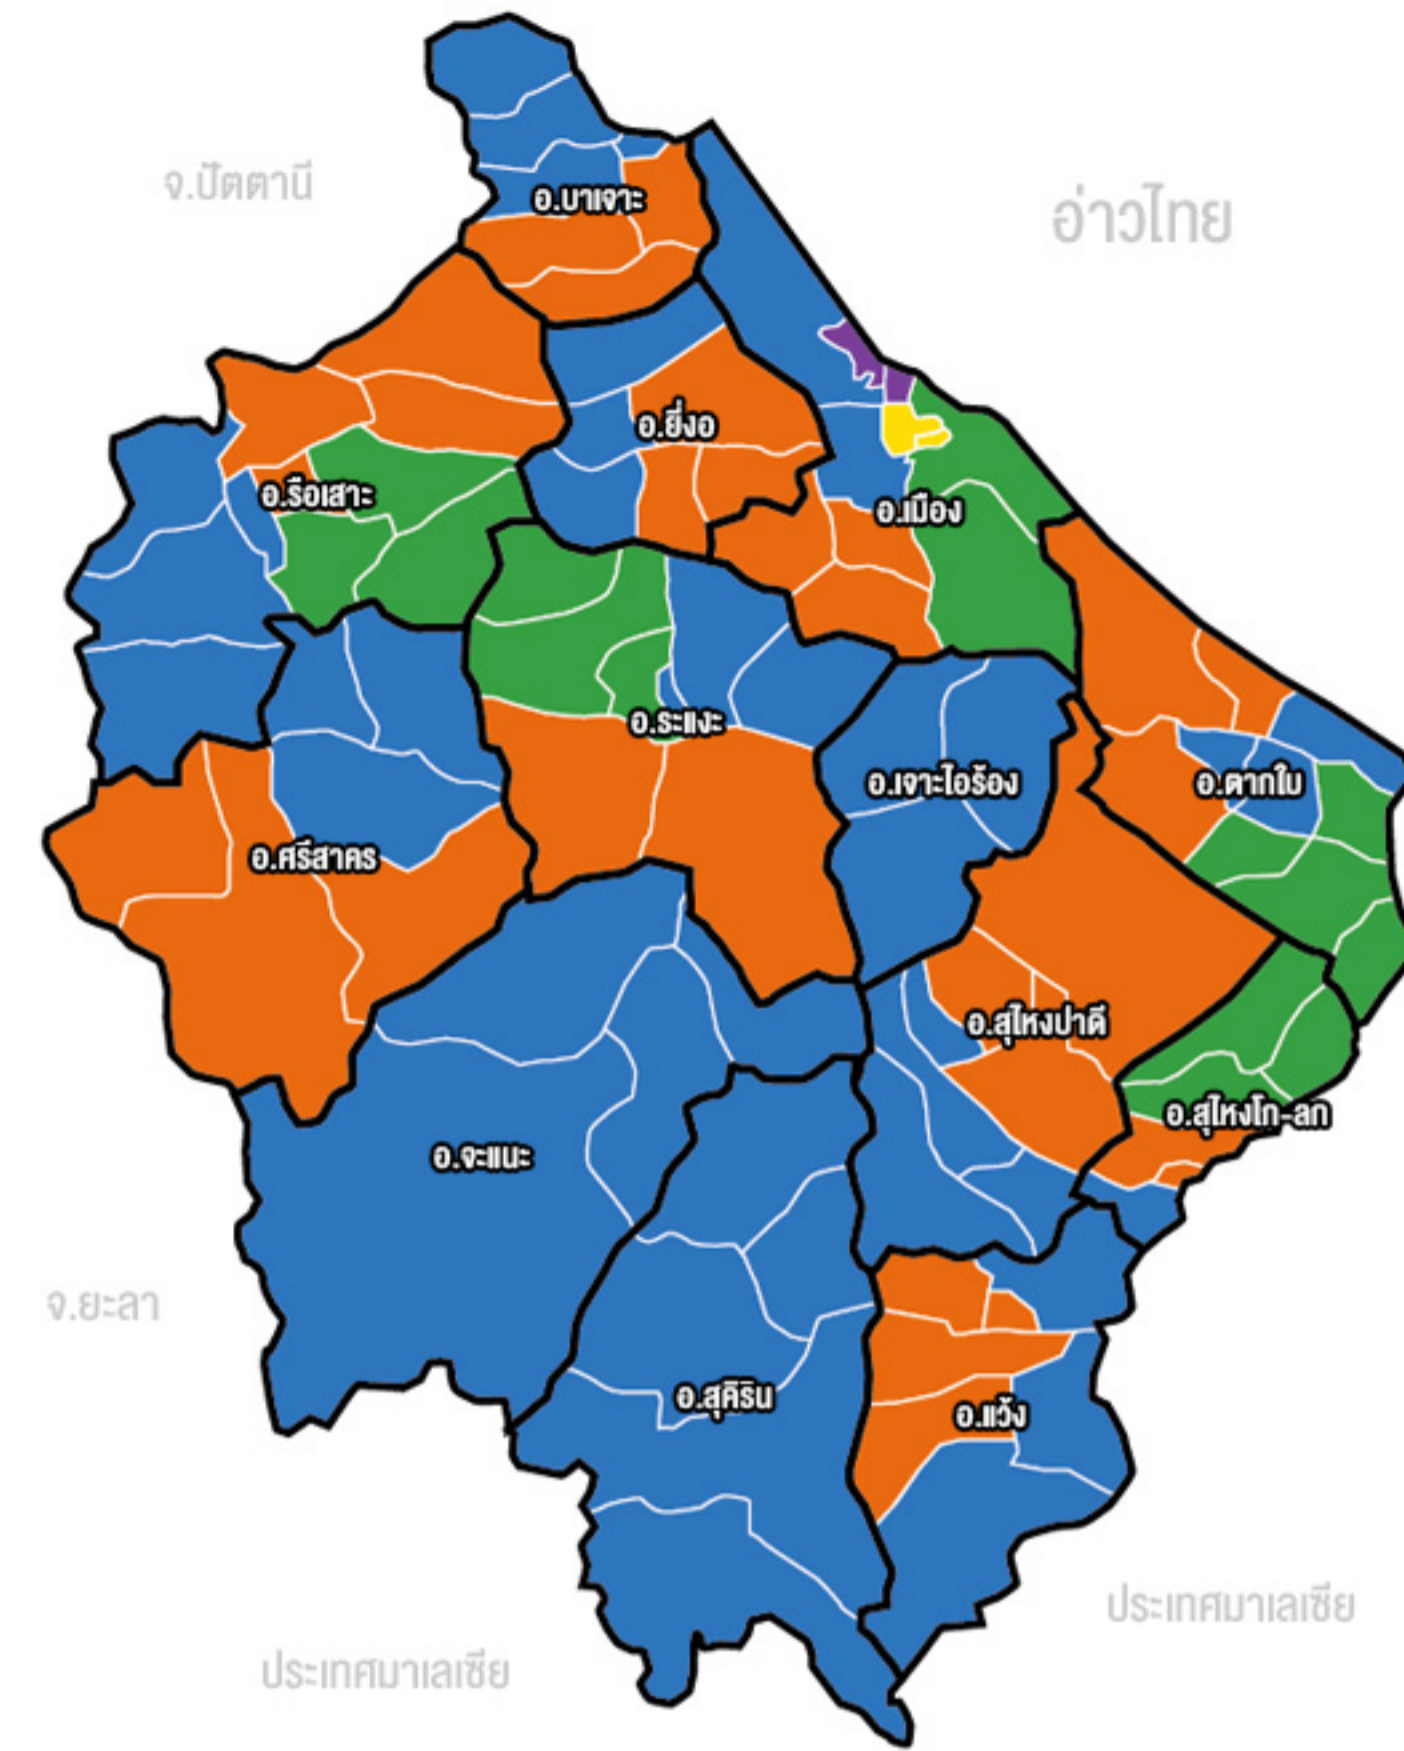 จ.ปัตตานี
อ่าวไทย
อ.บาเจาะ
อ.ยี่งอ
อ.รือเสาะ
อ.เมือง
อ.ระแงะ
อ.เจาะไอร้อง
อ.ตากใบ
อ.ศรีสาคร
อ.สุไหงปาดี
อ.สุไหงโก-ลก
อ.จะแนะ
จ.ยะลา
อ.สุคิริน
อ.แว้ง
ประเทศมาเลเซีย
ประเทศมาเลเซีย